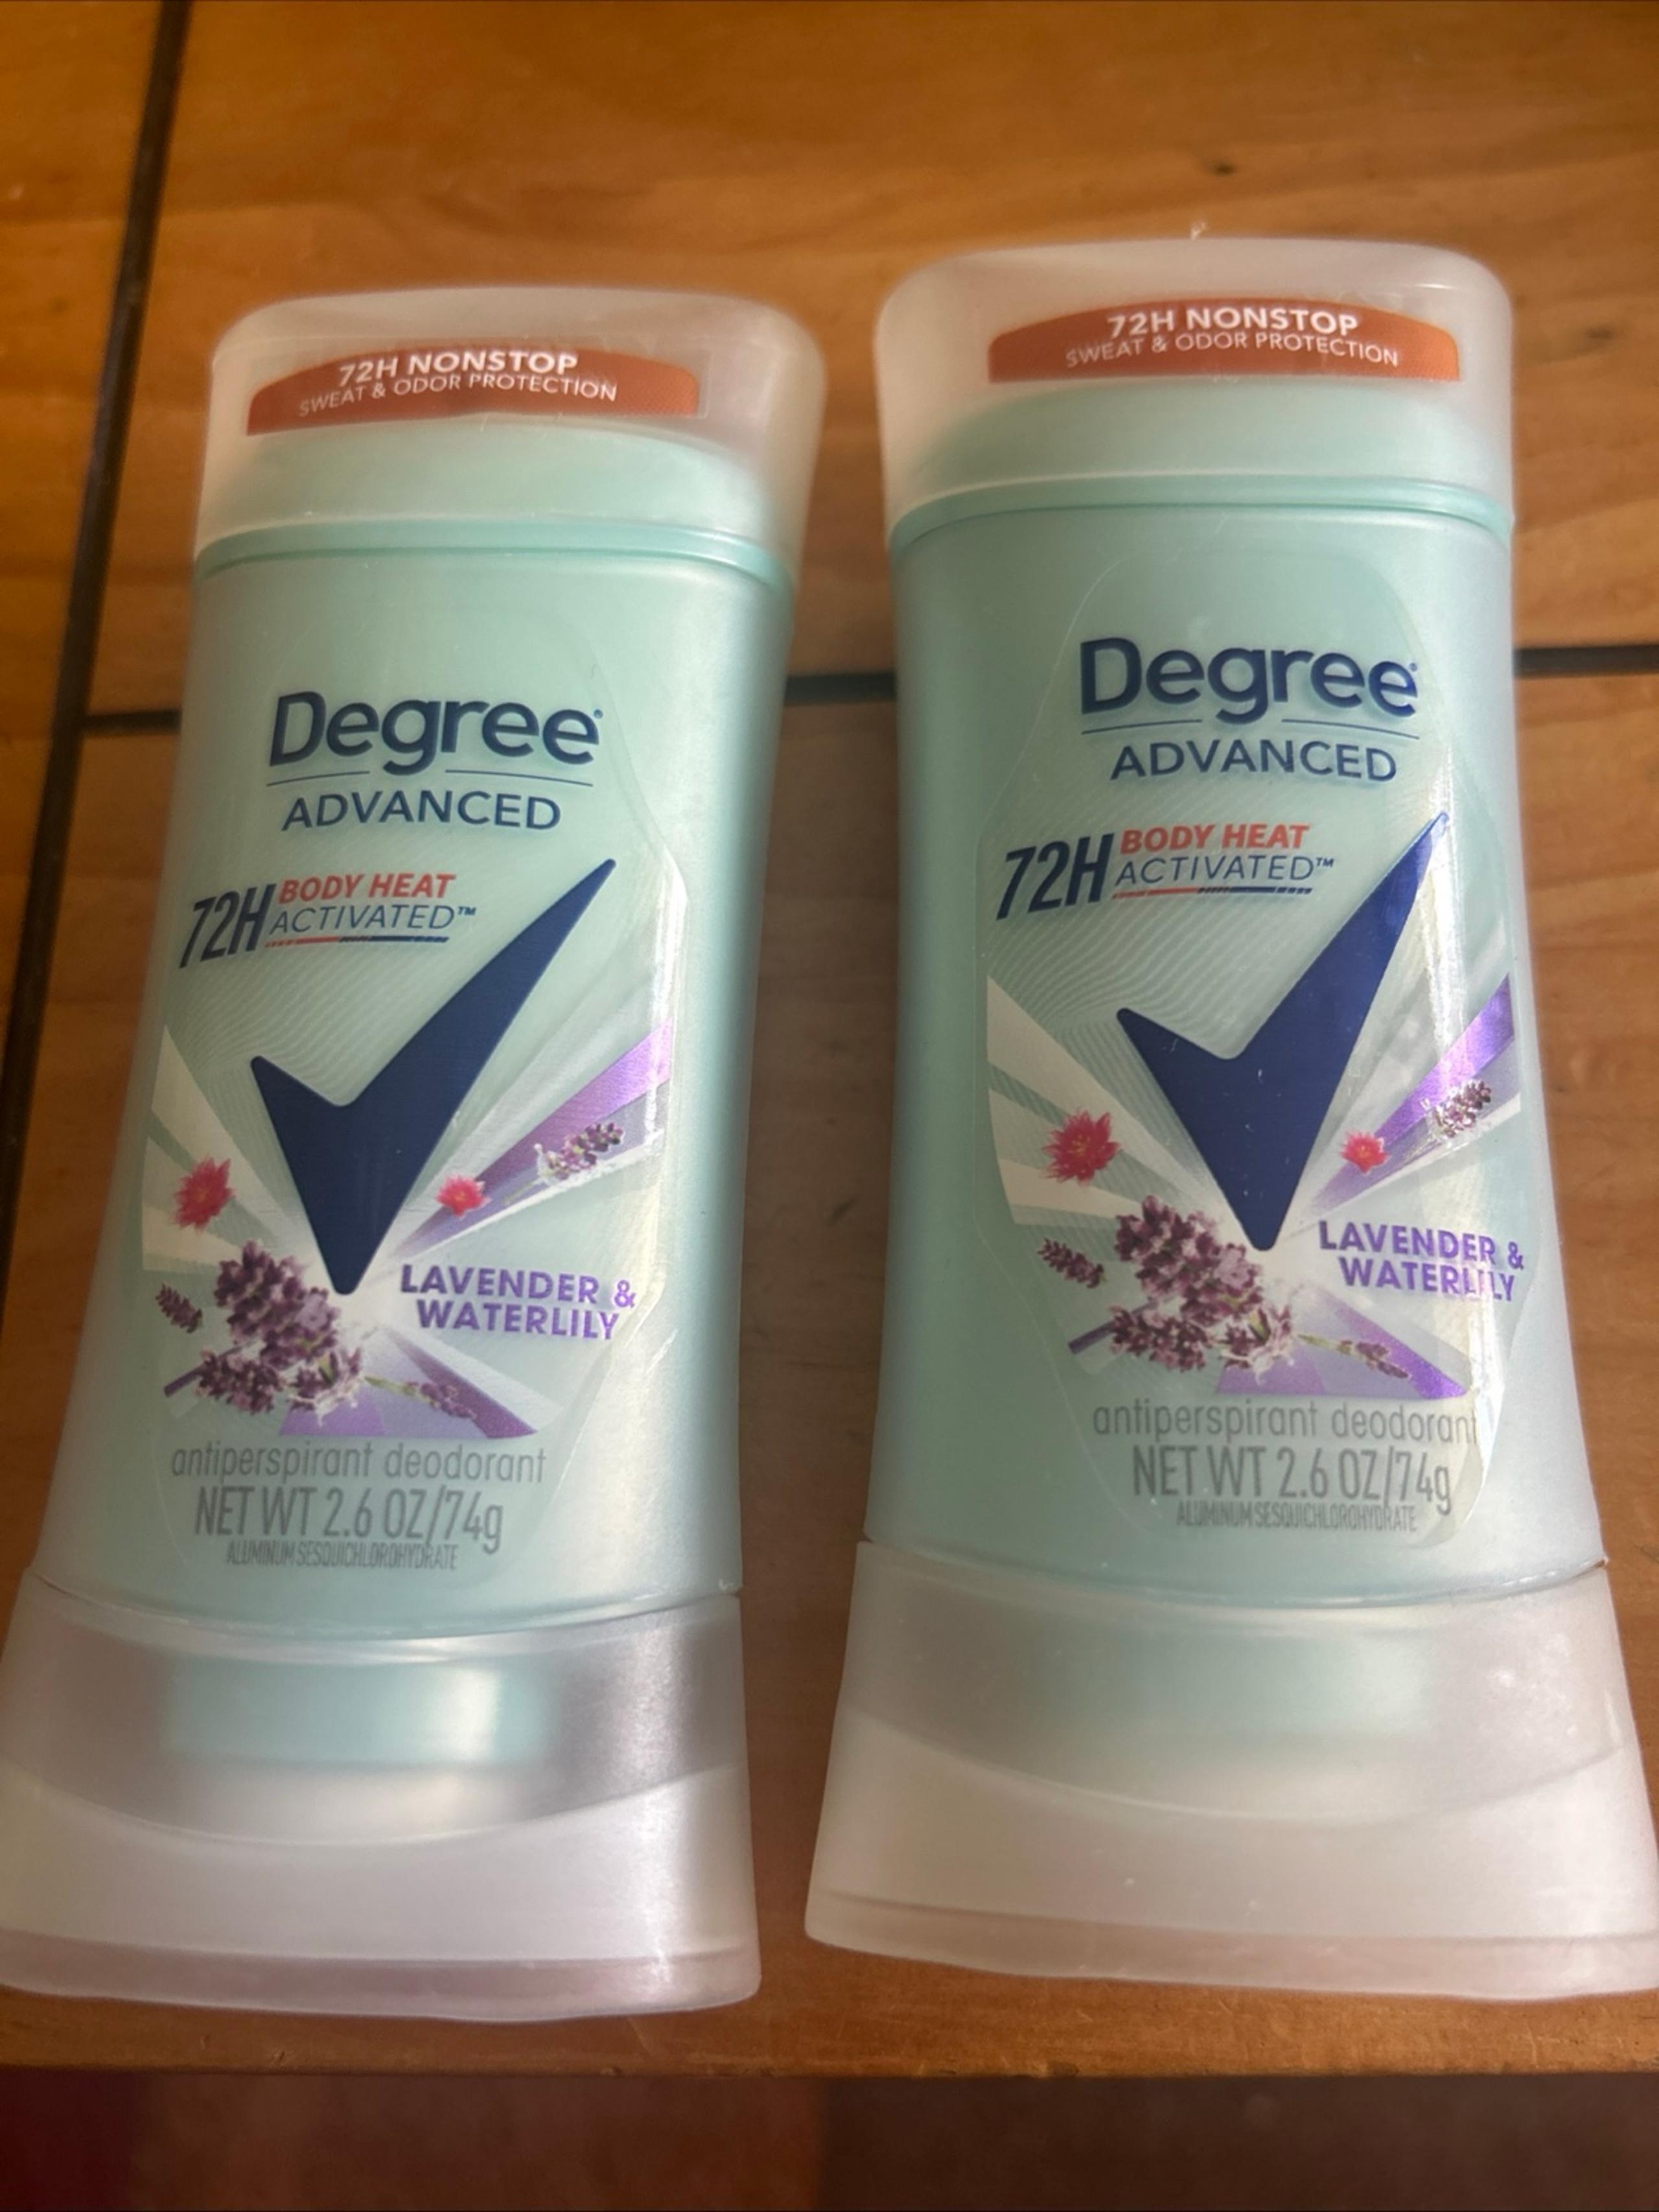 72H NONSTOP
SWEAT & ODOR PROTECTION
Degree®
ADVANCED
72H BODY HEAT
ACTIVATED™
LAVENDER &
WATERLILY
antiperspirant deodorant
NET WT 2.6 OZ/74g
ALUMINUM SESQUICHLOROHYDRATE
72H NONSTOP
SWEAT & ODOR PROTECTION
Degree®
ADVANCED
72H BODY HEAT
ACTIVATED™
LAVENDER &
WATERLILY
antiperspirant deodorant
NET WT 2.6 OZ/74g
ALUMINUM SESQUICHLOROHYDRATE